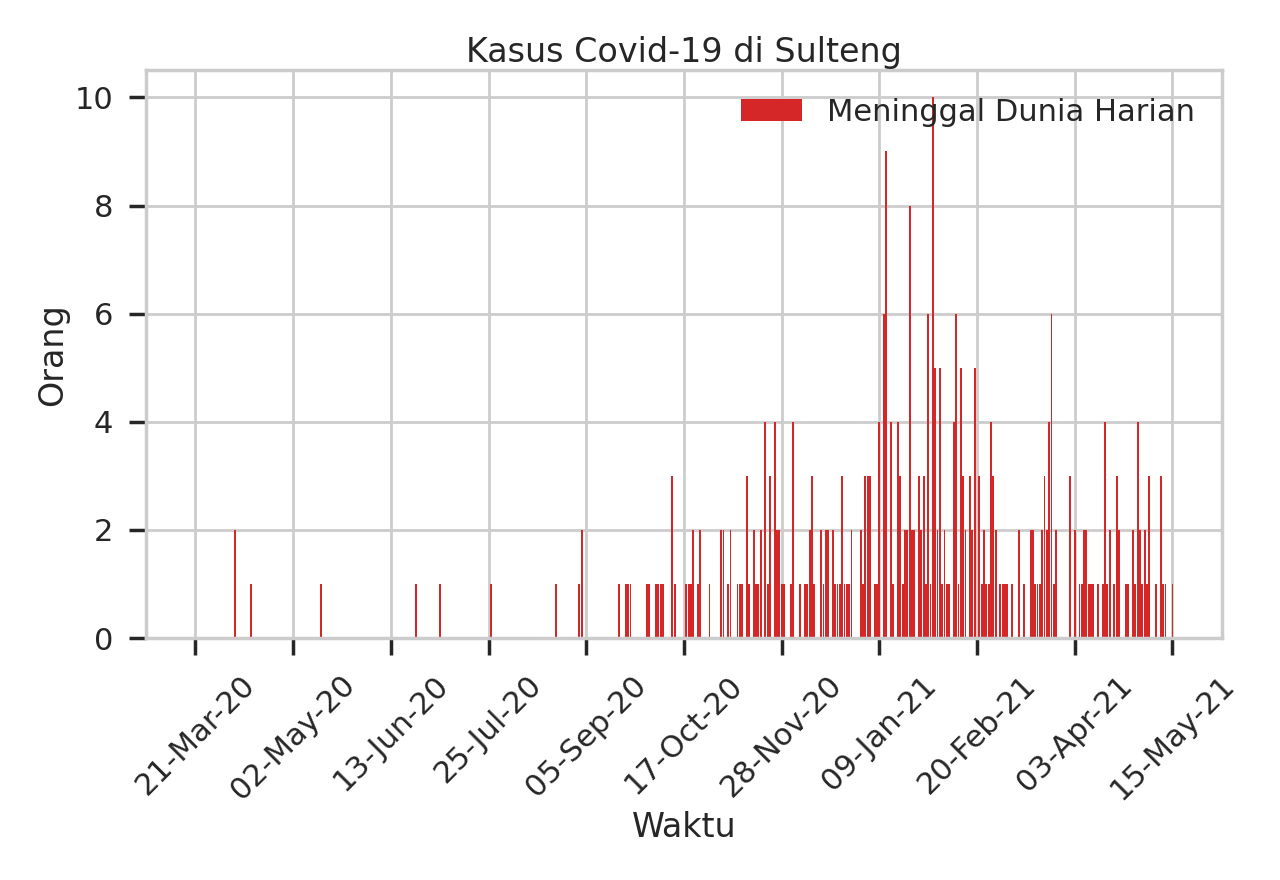 Kasus Covid-19 di Sulteng
Meninggal Dunia Harian
Orang
10
8
6
4
2
0
21-Mar-20
02-May-20
13-Jun-20
25-Jul-20
05-Sep-20
17-Oct-20
28-Nov-20
09-Jan-21
20-Feb-21
03-Apr-21
15-May-21
Waktu